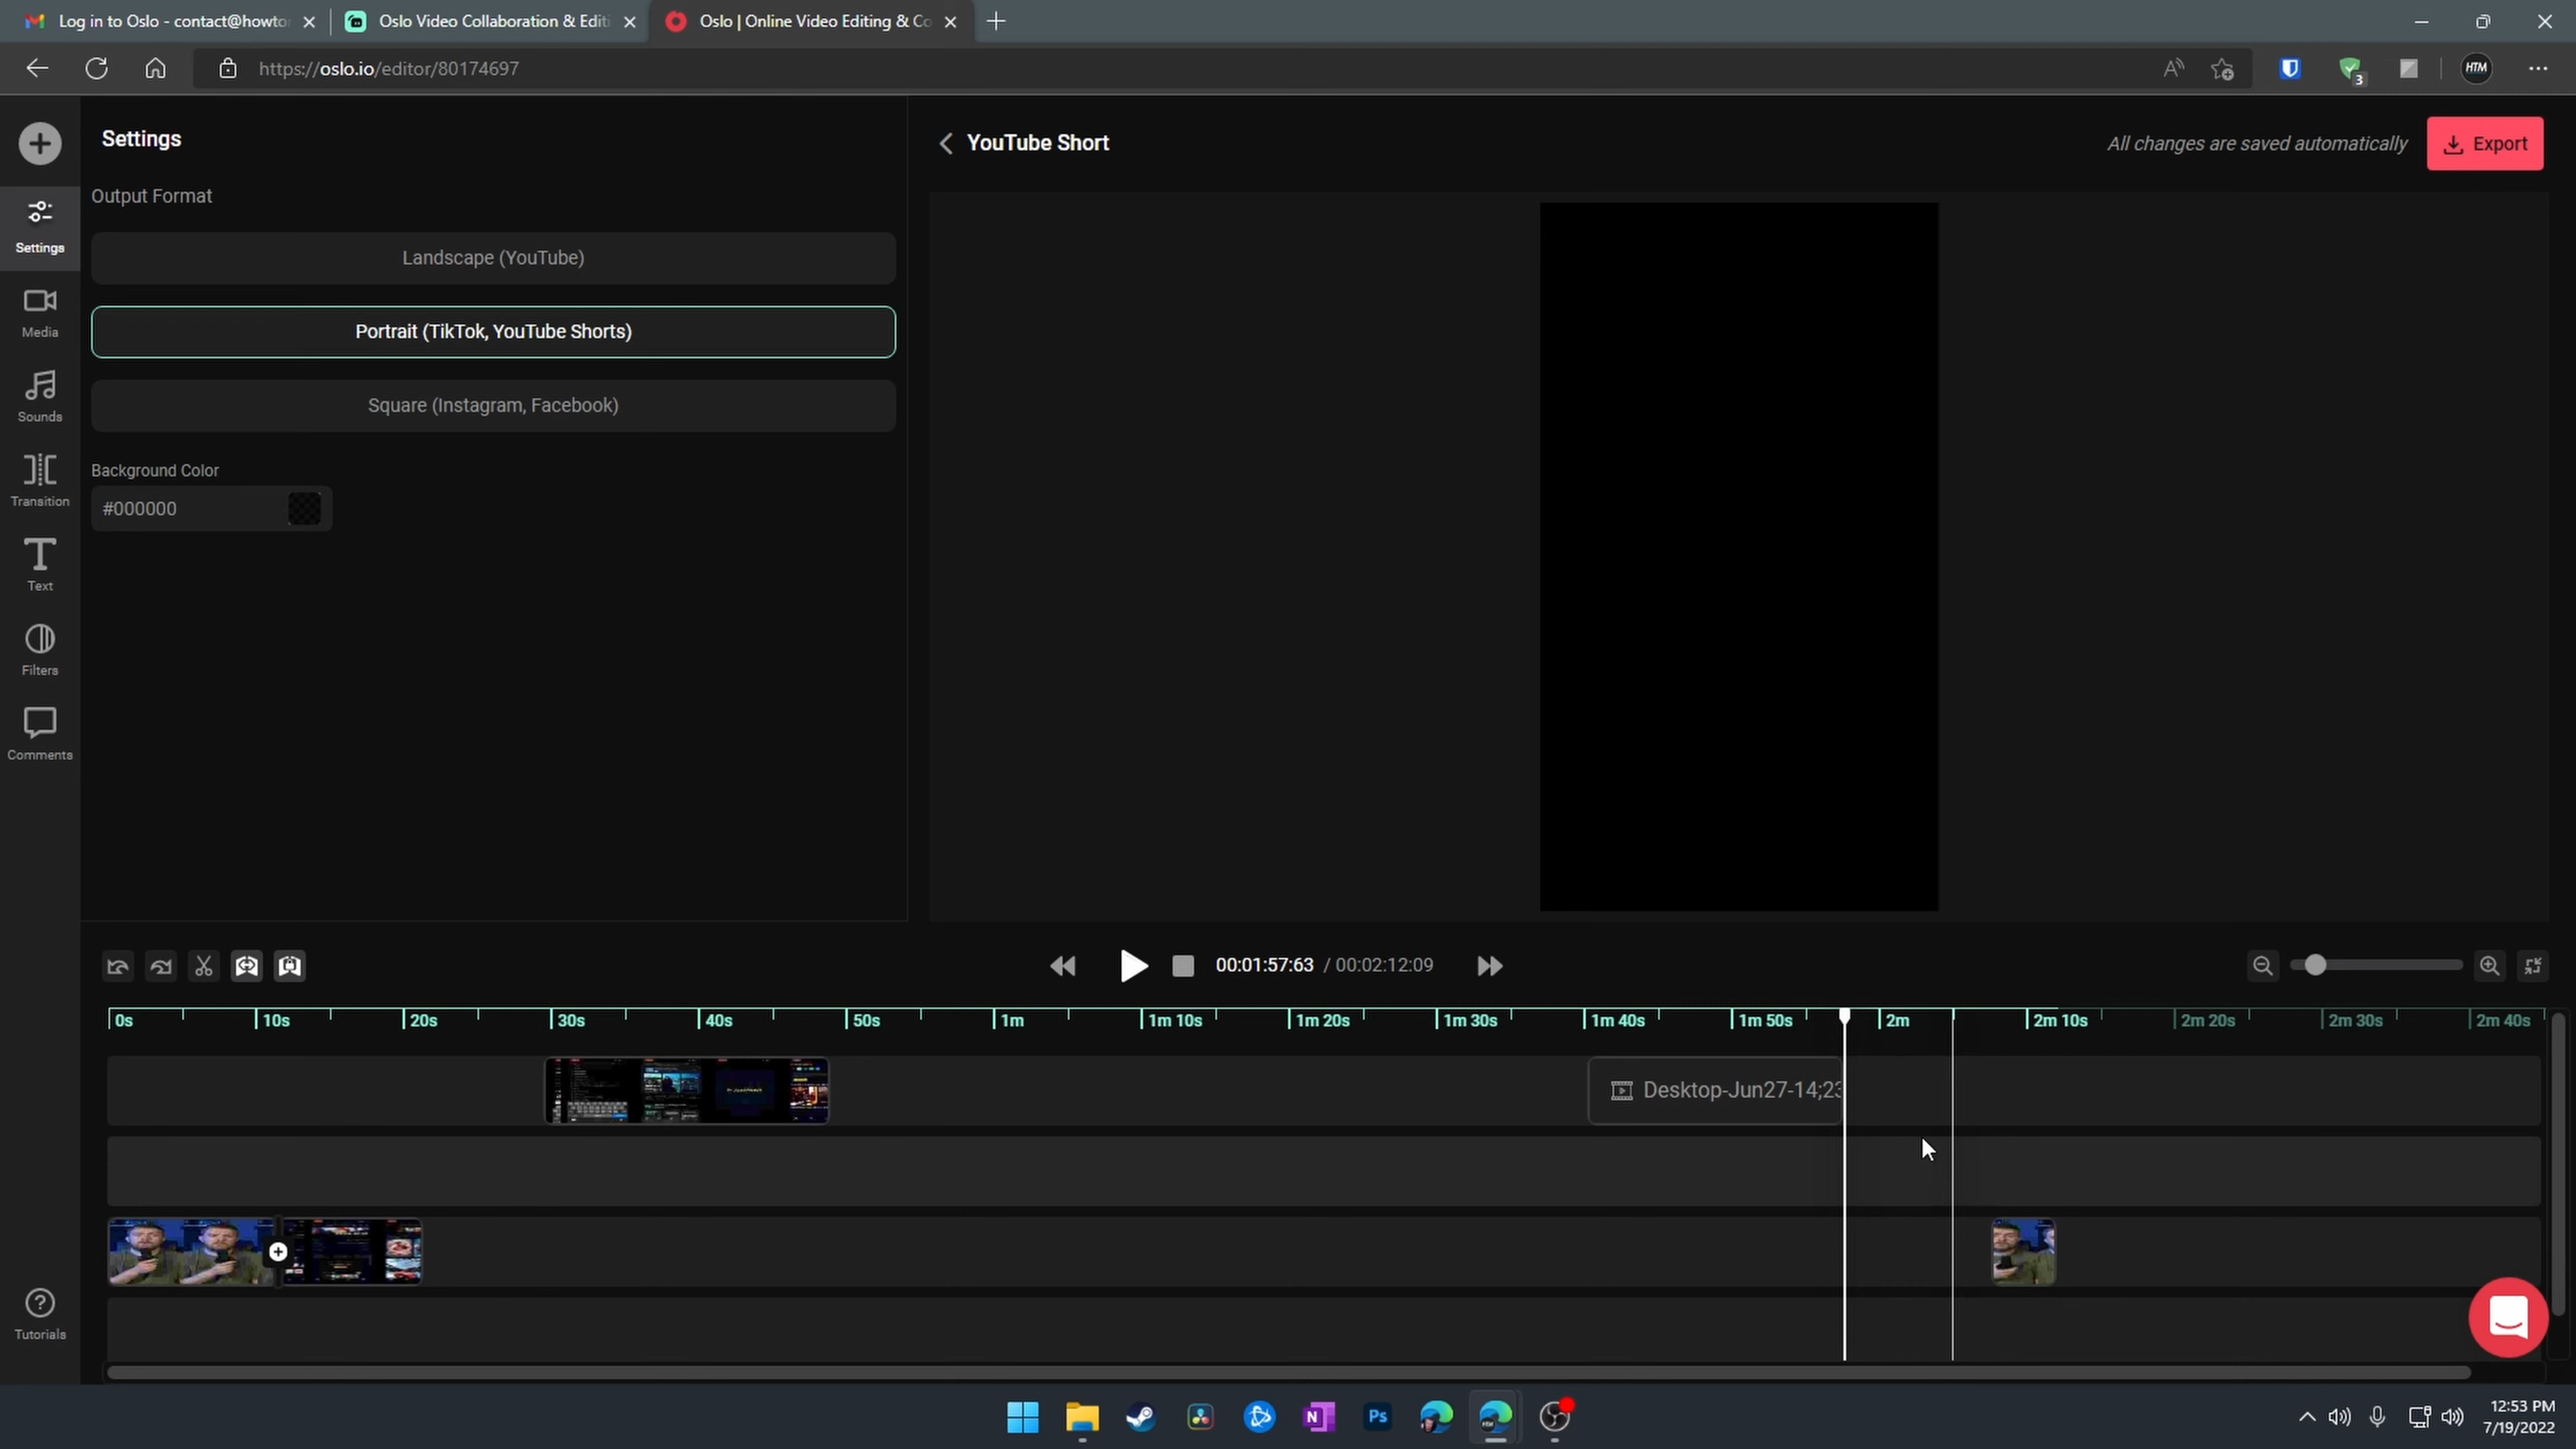 Log in to Oslo - contact@howto
Oslo Video Collaboration & Editi
Oslo | Online Video Editing & Co
https://oslo.io/editor/80174697
3
HTM
Settings
Media
Sounds
Transition
Text
Filters
Comments
Tutorials
Settings
Output Format
Landscape (YouTube)
Portrait (TikTok, YouTube Shorts)
Square (Instagram, Facebook)
Background Color
#000000
YouTube Short
All changes are saved automatically
Export
00:01:57:63 / 00:02:12:09
0s 10s 20s 30s 40s 50s 1m 1m 10s 1m 20s 1m 30s 1m 40s 1m 50s 2m 2m 10s 2m 20s 2m 30s 2m 40s
Desktop-Jun27-14;23
N
Ps
12:53 PM
7/19/2022